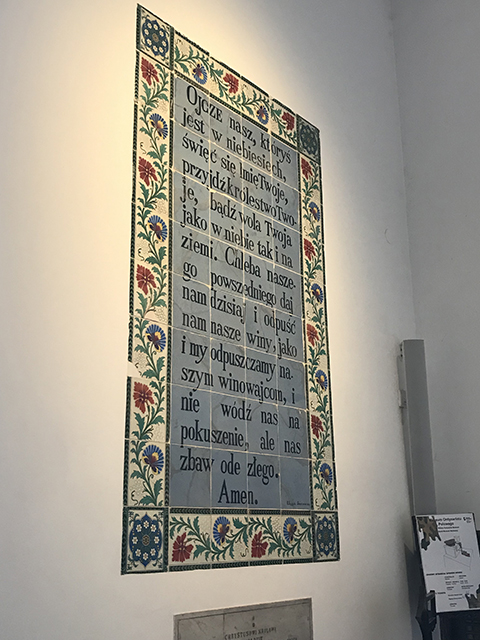 Ojcze nasz, któryś
jest w niebiesich,
święć się Imię Twoje,
przyjdź królestwo Two-
je, bądź wola Twoja
jako w niebie tak i na
ziemi. Chleba nasze-
go powszedniego daj
nam dzisiaj i odpuść
nam nasze winy, jako
i my odpuszczamy na-
szym winowajcom, i
nie wódź nas na
pokuszenie, ale nas
zbaw ode złego.
Amen.